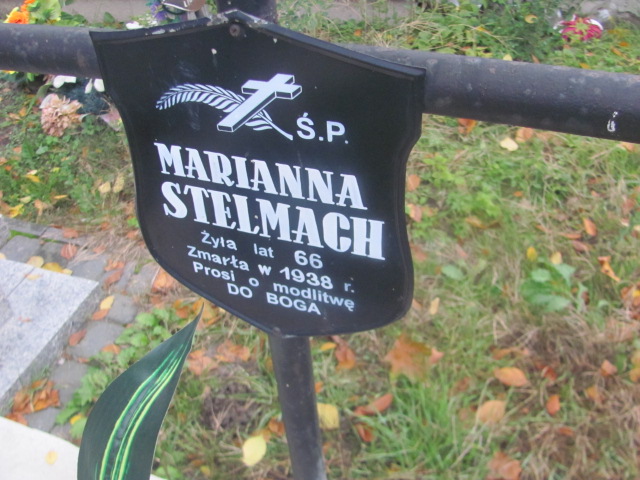 Ś.P.
MARIANNA
STELMACH
Żyła lat 66
Zmarła w 1938 r.
Prosi o modlitwę
DO BOGA